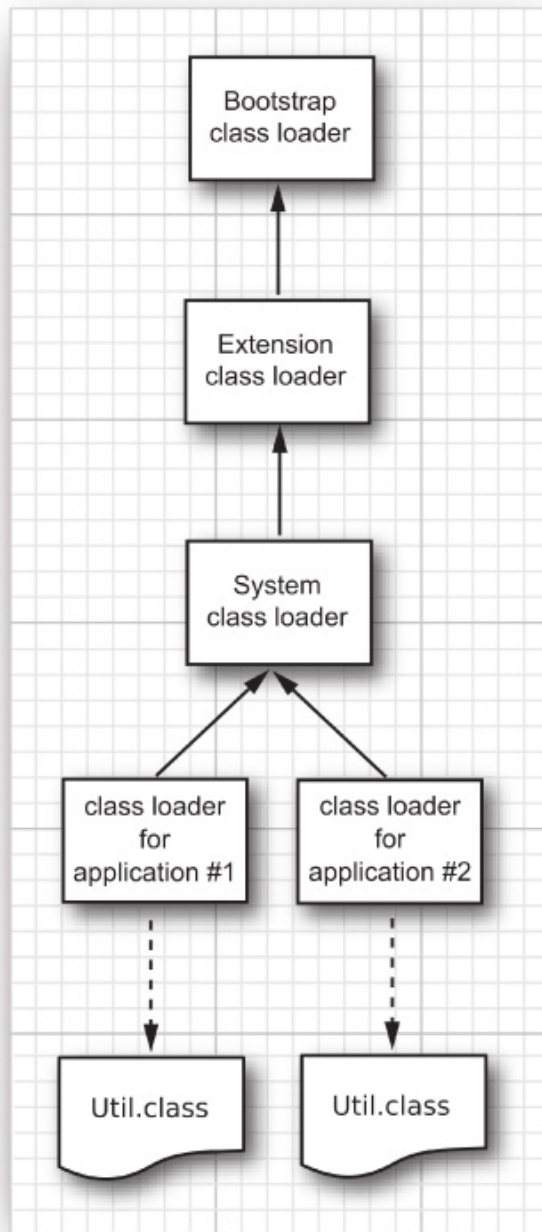 Bootstrap
class loader
Extension
class loader
System
class loader
class loader
for
application #1
class loader
for
application #2
Util.class
Util.class